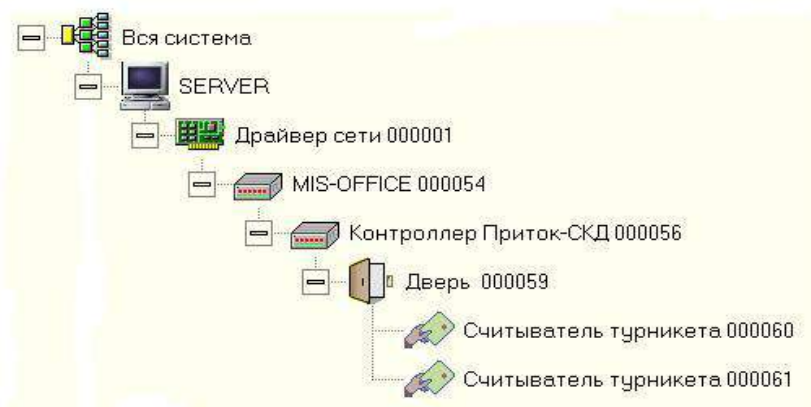 Вся система
SERVER
Драйвер сети 000001
MIS-OFFICE 000054
Контроллер Приток-СКД 000056
Дверь 000059
Считыватель турникета 000060
Считыватель турникета 000061